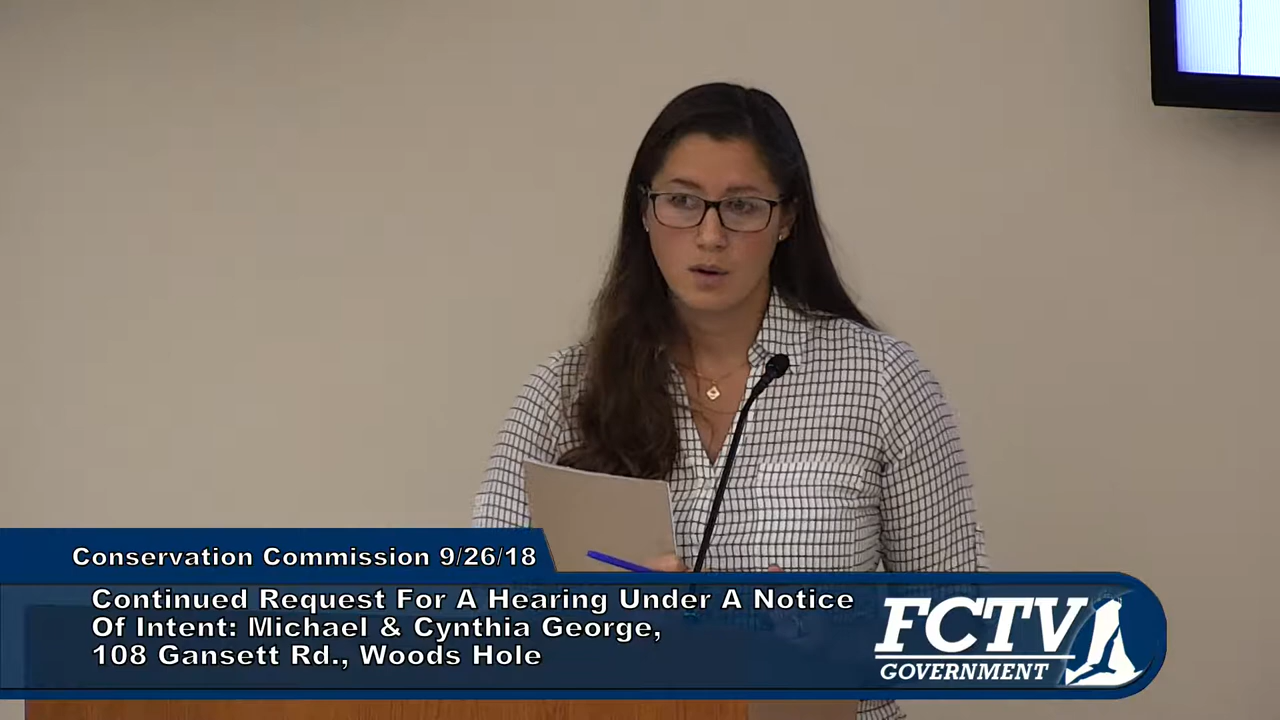 Conservation Commission 9/26/18
Continued Request For A Hearing Under A Notice
Of Intent: Michael & Cynthia George,
108 Gansett Rd., Woods Hole
FCTV
GOVERNMENT